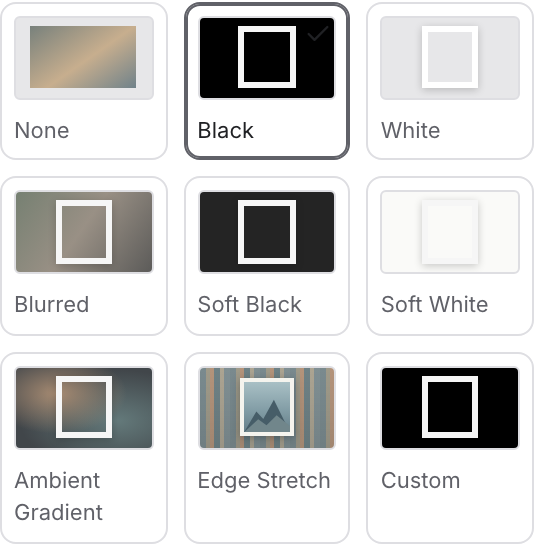 None
Black
White
Blurred
Soft Black
Soft White
Ambient
Gradient
Edge Stretch
Custom